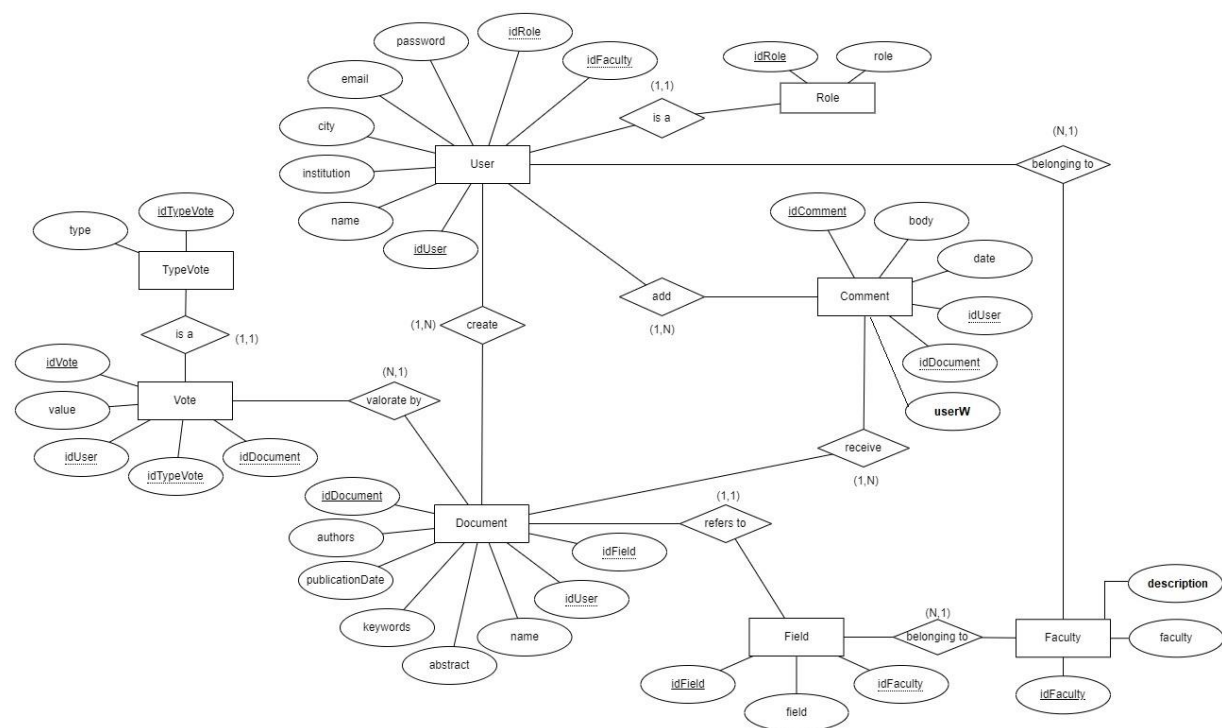 password
idRole
idFaculty
email
city
institution
name
idUser
User
(1,1)
is a
idRole
role
Role
(N,1)
belonging to
type
idTypeVote
TypeVote
is a
(1,1)
idVote
value
idUser
idTypeVote
idDocument
Vote
(N,1)
valorate by
(1,N)
create
add
(1,N)
idComment
body
date
idUser
idDocument
userW
Comment
receive
(1,N)
idDocument
authors
publicationDate
keywords
abstract
name
idUser
idField
Document
(1,1)
refers to
Field
idField
field
idFaculty
(N,1)
belonging to
Faculty
description
faculty
idFaculty